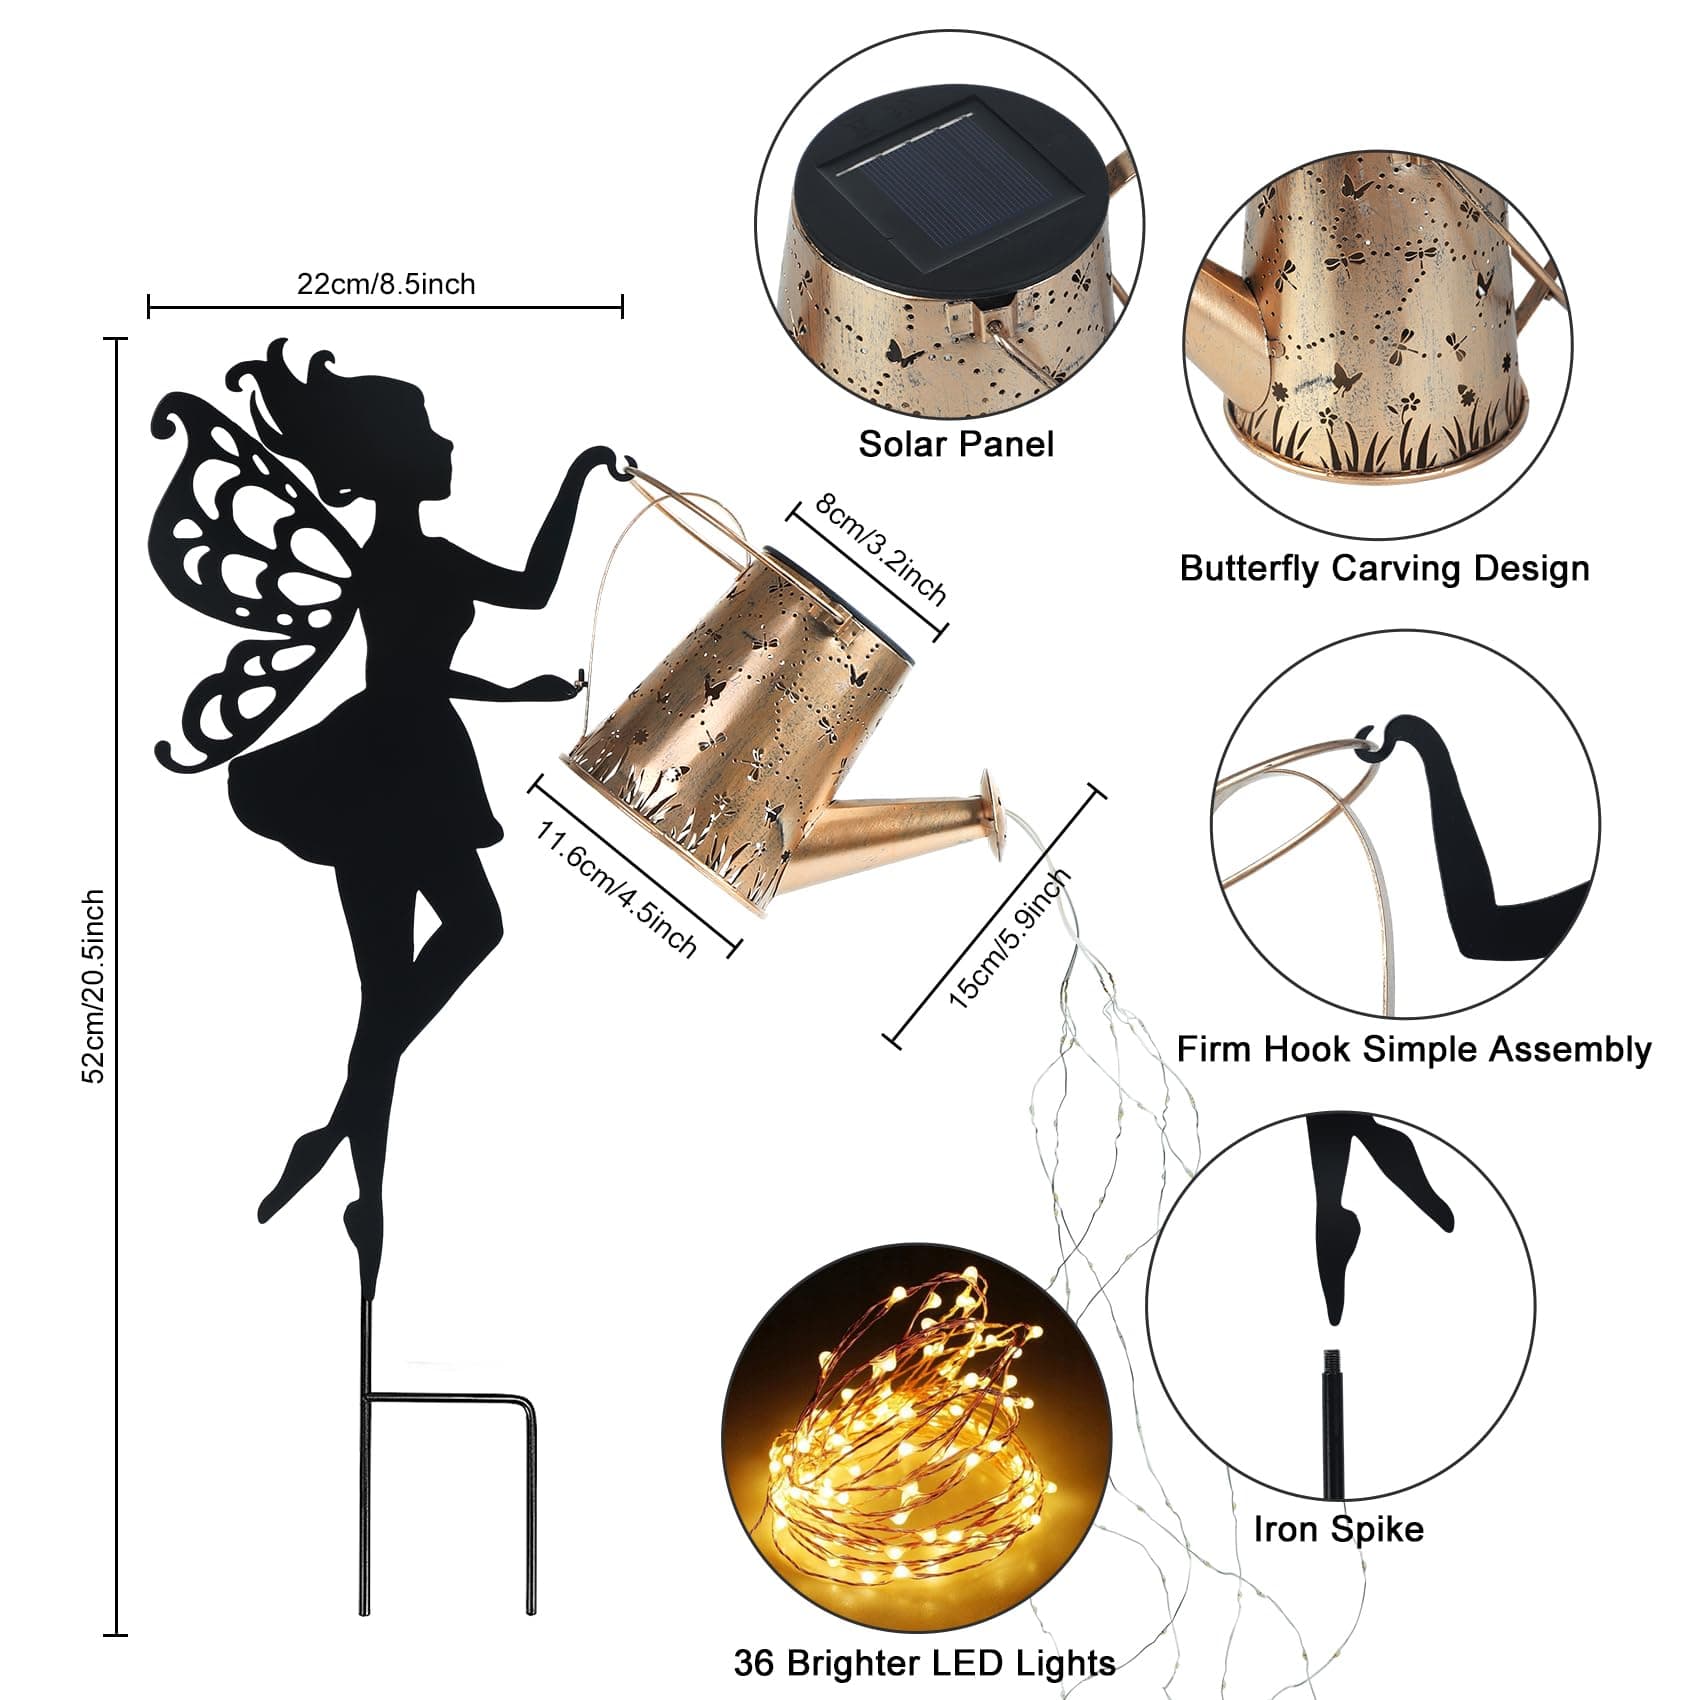 22cm/8.5inch
52cm/20.5inch
Solar Panel
Butterfly Carving Design
8cm/3.2inch
11.6cm/4.5inch
15cm/5.9inch
Firm Hook Simple Assembly
Iron Spike
36 Brighter LED Lights